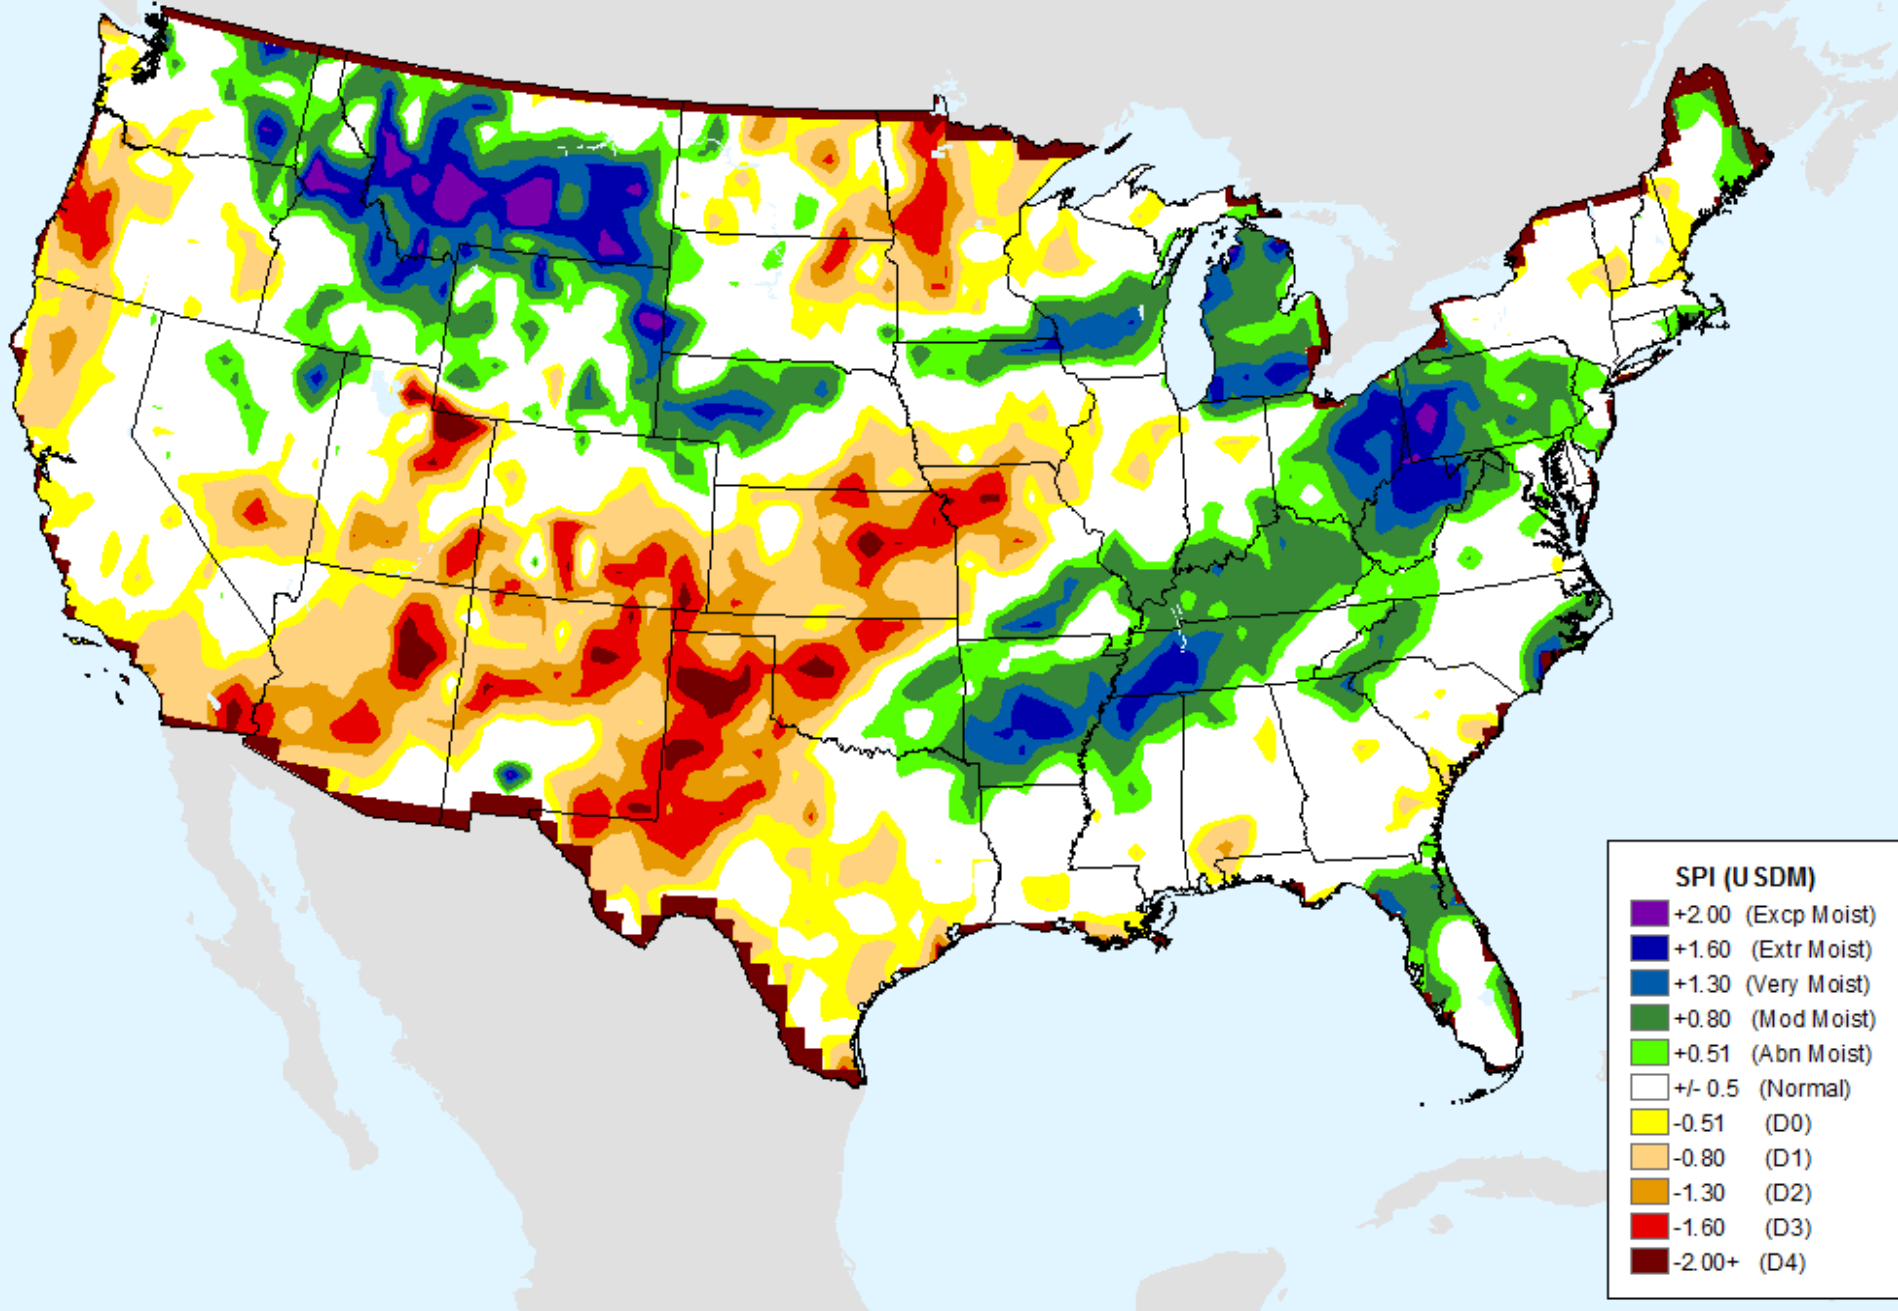 SPI (USDM)
+2.00 (Excp Moist)
+1.60 (Extr Moist)
+1.30 (Very Moist)
+0.80 (Mod Moist)
+0.51 (Abn Moist)
+/- 0.5 (Normal)
-0.51 (D0)
-0.80 (D1)
-1.30 (D2)
-1.60 (D3)
-2.00+ (D4)